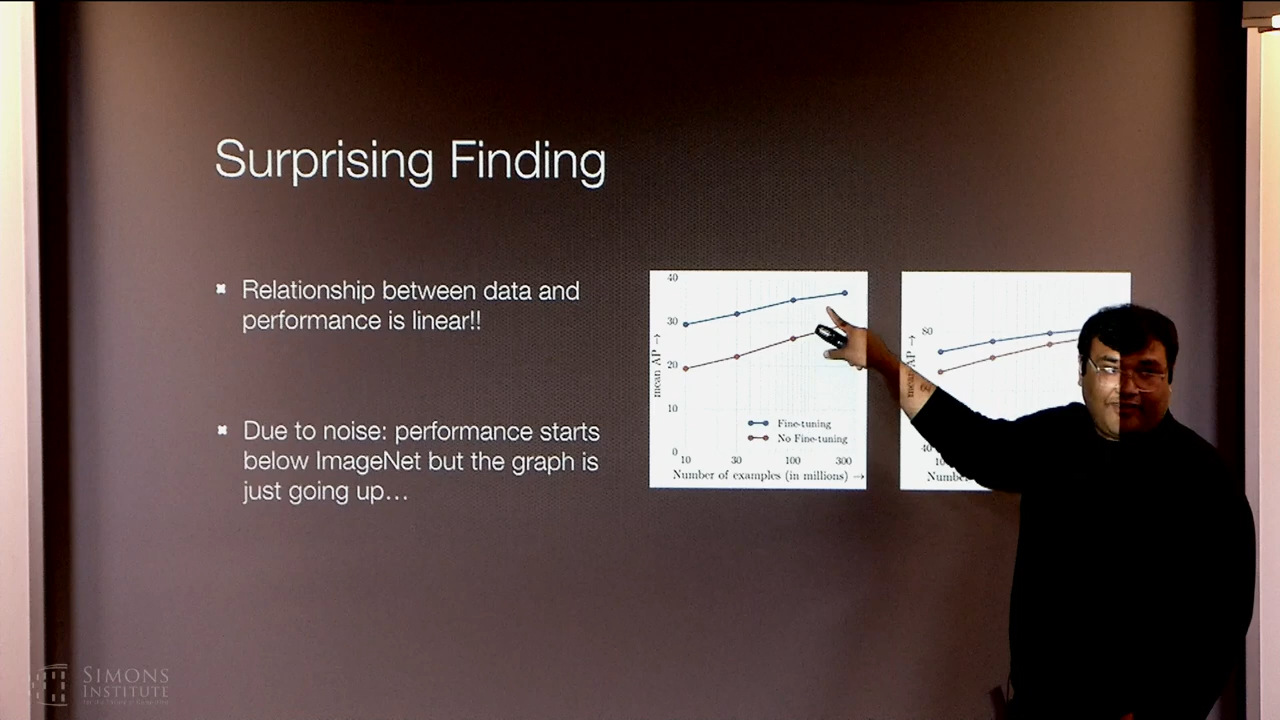 Surprising Finding
Relationship between data and
performance is linear!!
Due to noise: performance starts
below ImageNet but the graph is
just going up...
40
30
20
10
0
mean AP →
Fine-tuning
No Fine-tuning
10 30 100 300
Number of examples (in millions) →
80
mean AP →
40
SIMONS
INSTITUTE